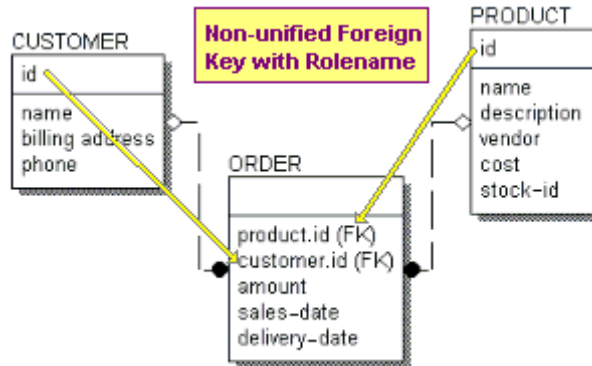 CUSTOMER
id
name
billing address
phone
Non-unified Foreign
Key with Rolename
PRODUCT
id
name
description
vendor
cost
stock-id
ORDER
product.id (FK)
customer.id (FK)
amount
sales-date
delivery-date